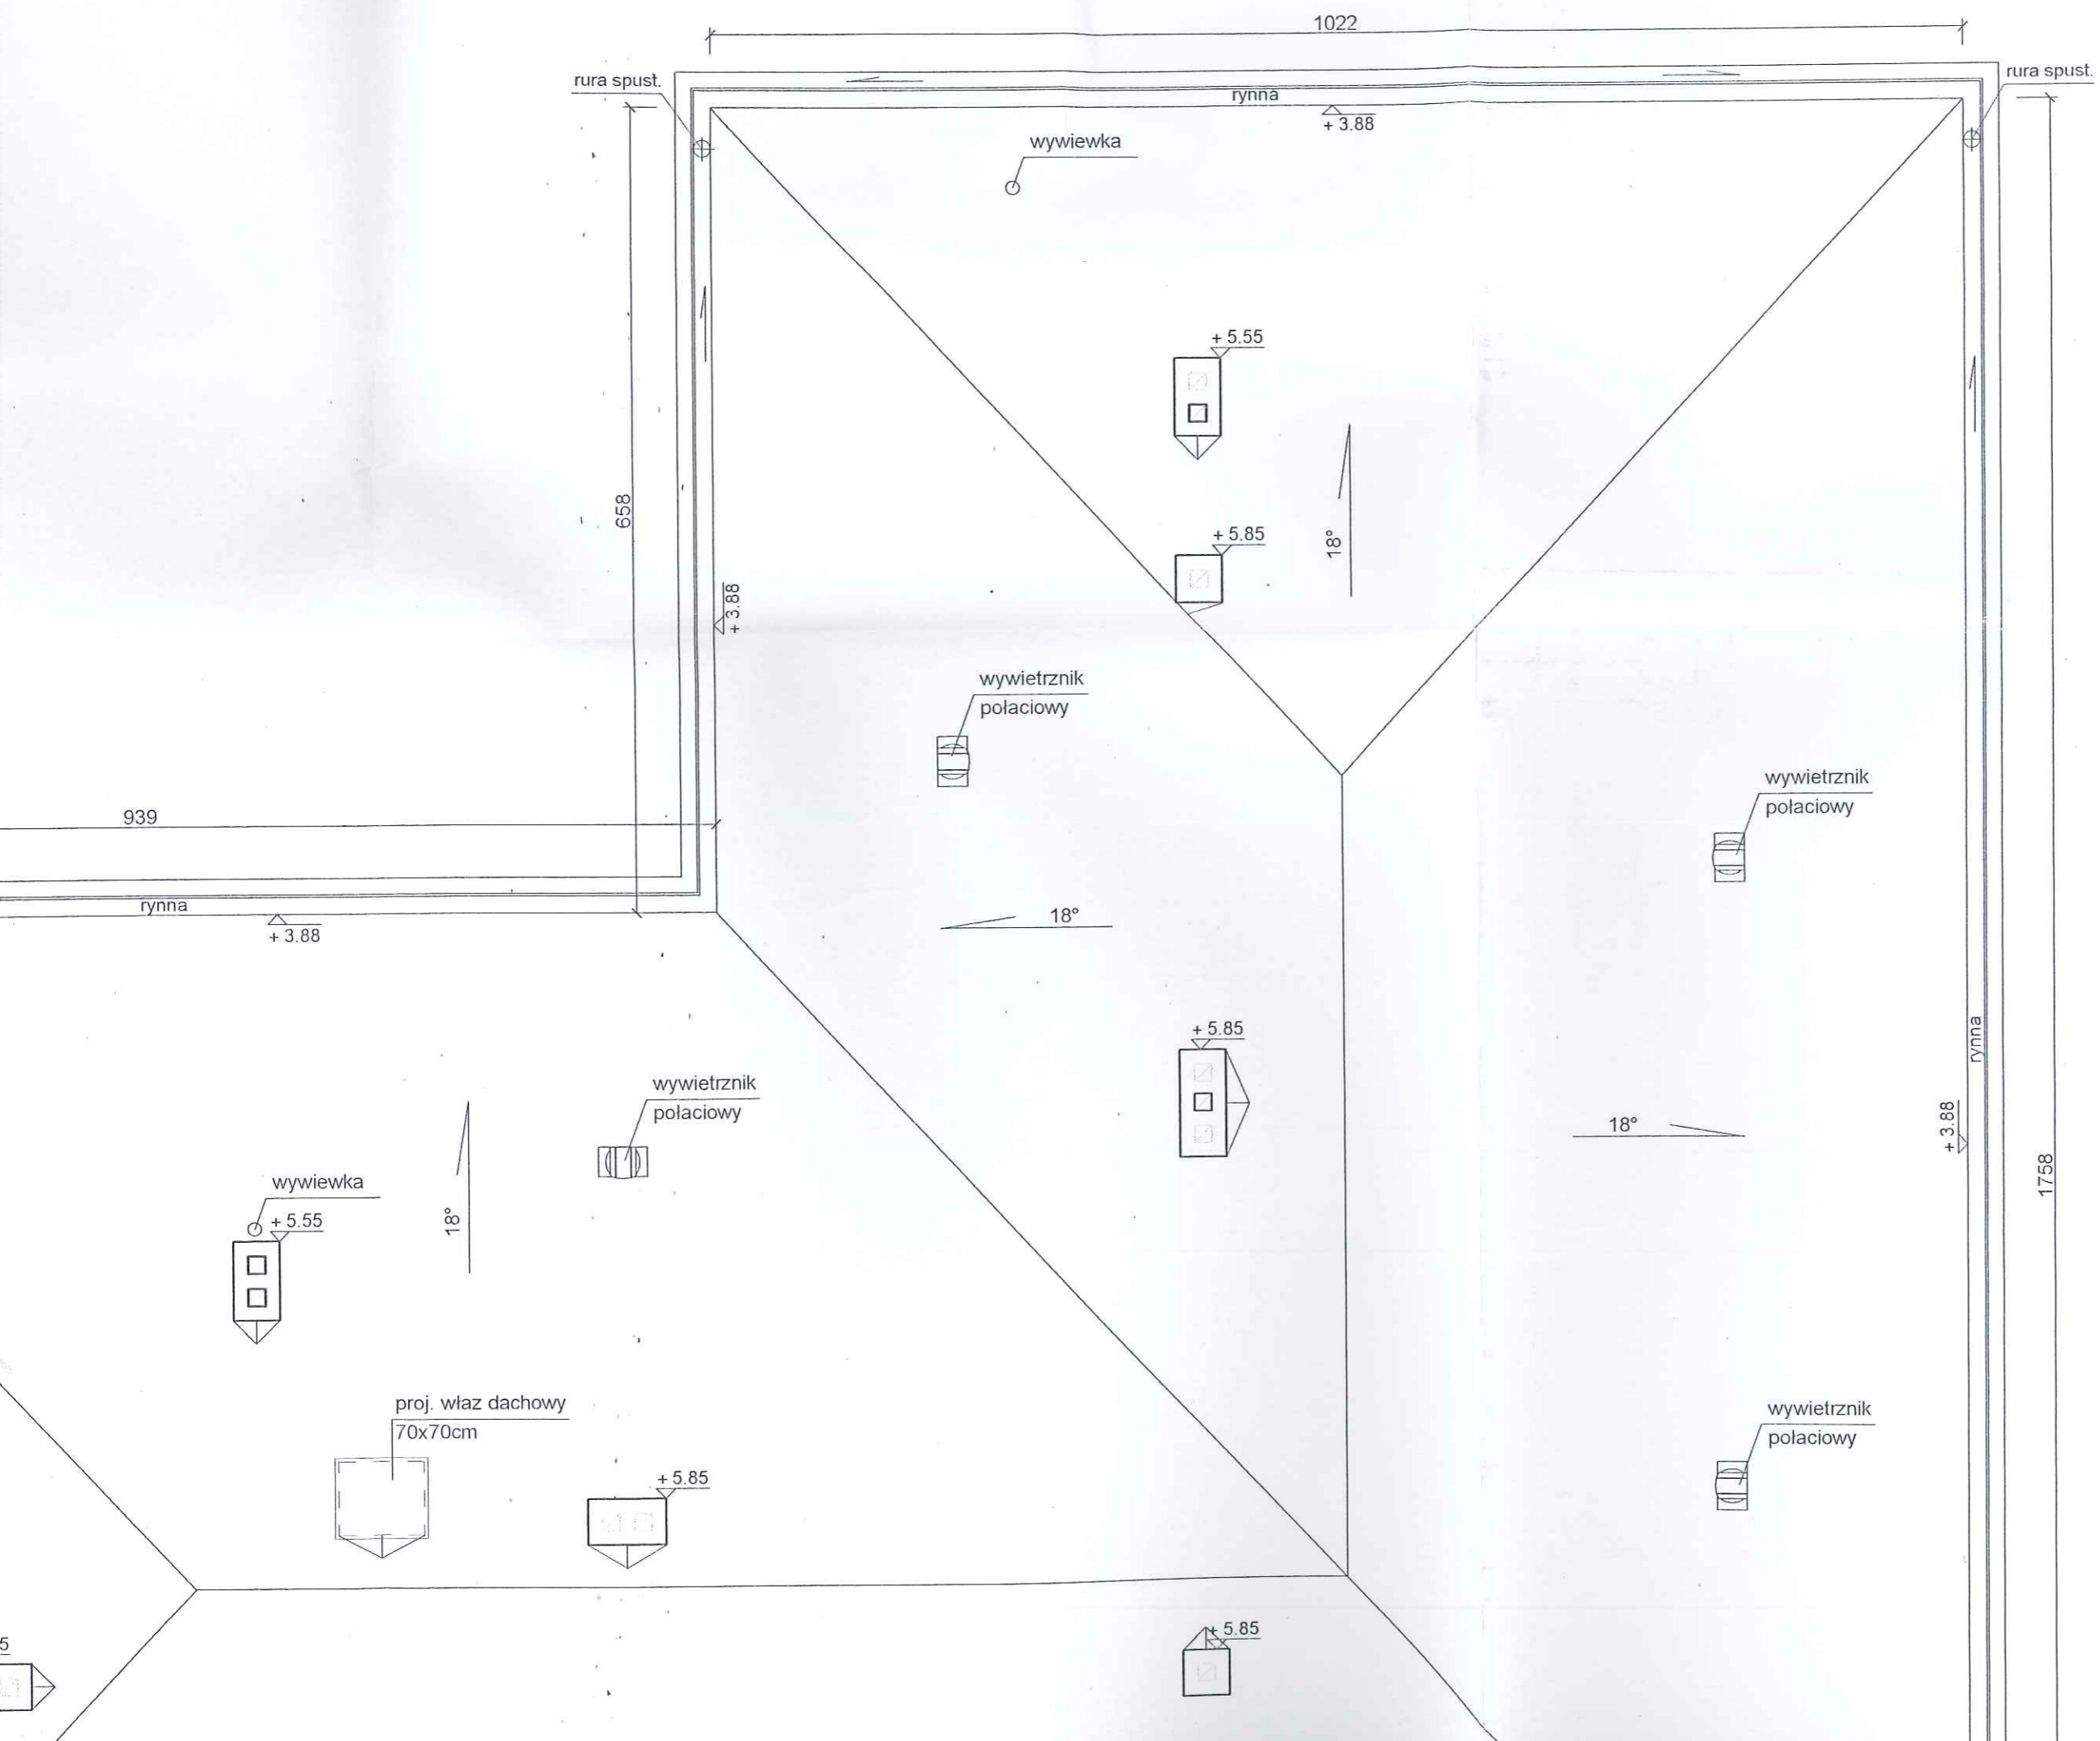 1022
rura spust.
rura spust.
rynna
+ 3.88
wywiewka
+ 5.55
658
+ 5.85
18°
+ 3.88
wywietrznik
połaciowy
wywietrznik
połaciowy
939
rynna
+ 3.88
18°
+ 5.85
rynna
wywietrznik
połaciowy
18°
+ 3.88
1758
wywiewka
+ 5.55
18°
proj. właz dachowy
70x70cm
wywietrznik
połaciowy
+ 5.85
+ 5.85
5